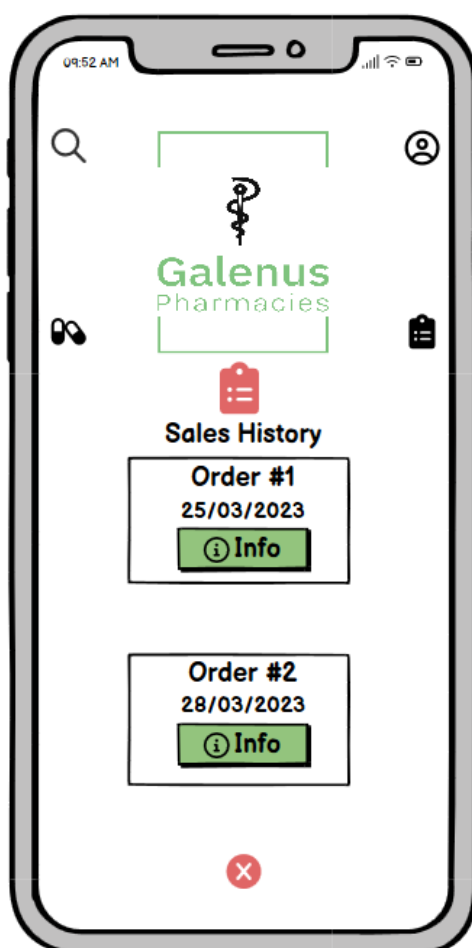 09:52 AM
Galenus
Pharmacies
Sales History
Order #1
25/03/2023
Info
Order #2
28/03/2023
Info